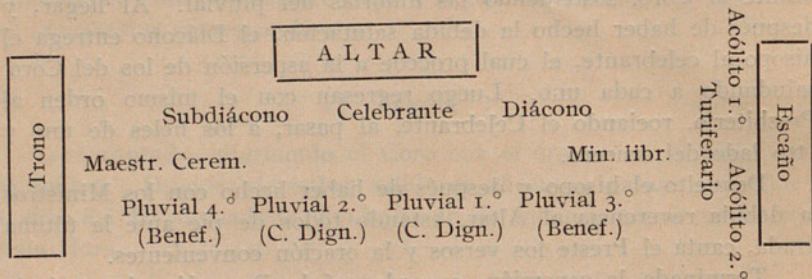 ALTAR
Trono
Subdiácono Celebrante Diácono
Maestr. Cerem. Min. libr.
Pluvial 4.º Pluvial 2.º Pluvial 1.º Pluvial 3.º
(Benef.) (C. Dign.) (C. Dign.) (Benef.)
Acólito 1.º Acólito 2.º
Turiferario
Escaño